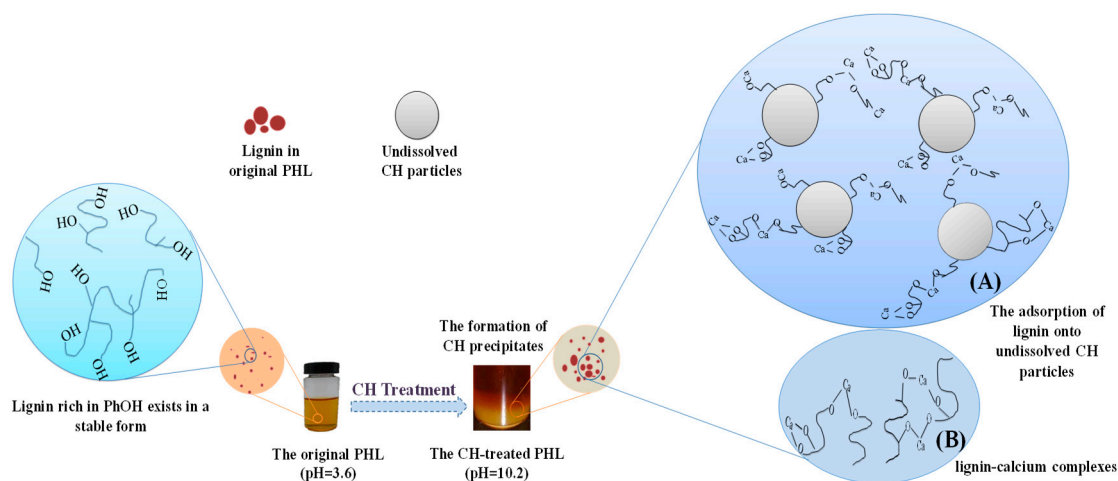 Lignin in
original PHL
Undissolved
CH particles
HO
OH
HO
OH
HO
OH
HO
OH
OH
OH
OH
Lignin rich in PhOH exists in a
stable form
The original PHL
(pH=3.6)
CH Treatment
The formation of
CH precipitates
The CH-treated PHL
(pH=10.2)
(A)
The adsorption of
lignin onto
undissolved CH
particles
(B)
lignin-calcium complexes